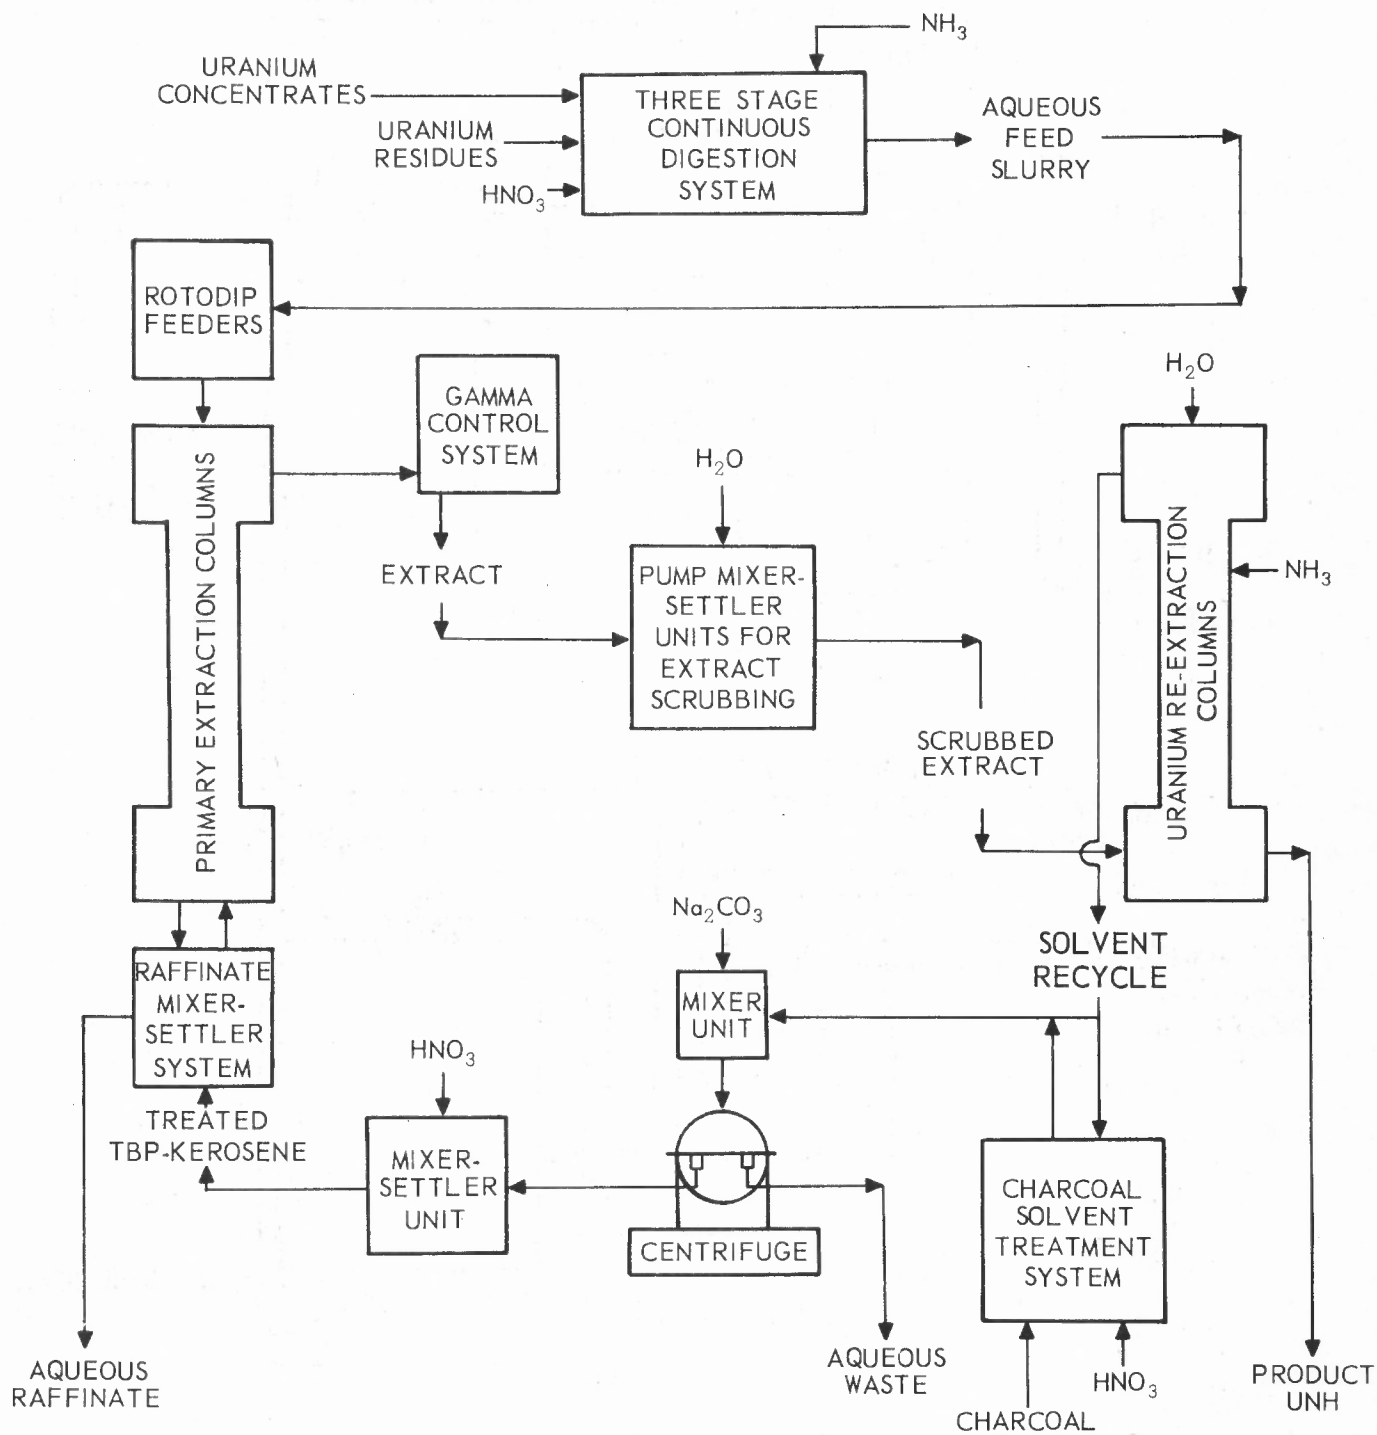 NH₃
URANIUM
CONCENTRATES
URANIUM
RESIDUES
HNO₃
THREE STAGE
CONTINUOUS
DIGESTION
SYSTEM
AQUEOUS
FEED
SLURRY
ROTODIP
FEEDERS
GAMMA
CONTROL
SYSTEM
H₂O
H₂O
PRIMARY EXTRACTION COLUMNS
EXTRACT
PUMP MIXER-
SETTLER
UNITS FOR
EXTRACT
SCRUBBING
URANIUM RE-EXTRACTION
COLUMNS
NH₃
SCRUBBED
EXTRACT
Na₂CO₃
SOLVENT
RECYCLE
RAFFINATE
MIXER-
SETTLER
SYSTEM
MIXER
UNIT
HNO₃
TREATED
TBP-KEROSENE
MIXER-
SETTLER
UNIT
CENTRIFUGE
CHARCOAL
SOLVENT
TREATMENT
SYSTEM
AQUEOUS
RAFFINATE
AQUEOUS
WASTE
CHARCOAL
HNO₃
PRODUCT
UNH